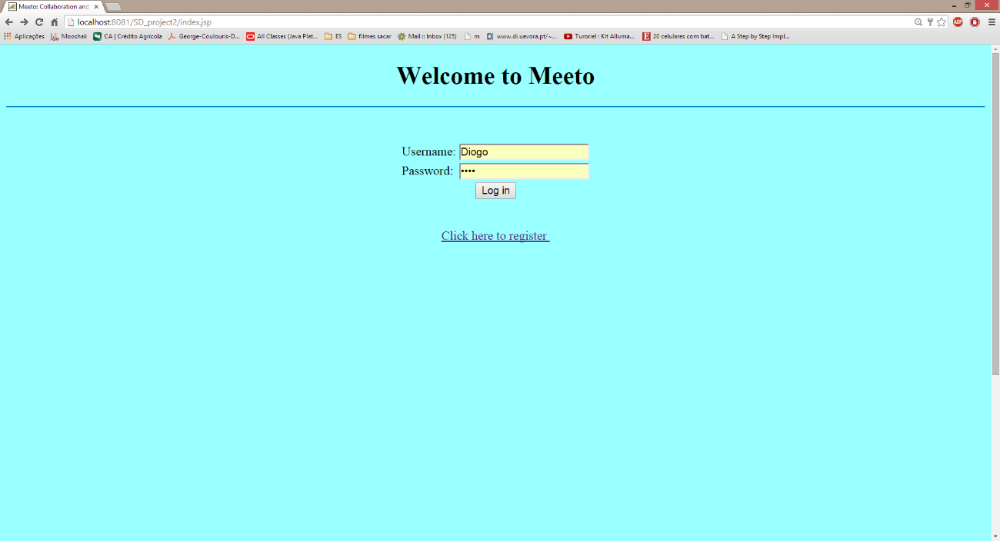 Meeto: Collaboration and
localhost:8081/SD_project2/index.jsp
Aplicações Mooshak CA | Crédito Agrícola George-Coulouris-D... All Classes (Java Plat... ES filmes sacar Mail :: Inbox (125) m www.di.uevora.pt/~... Turoriel : Kit Alluma... 20 celulares com bat... A Step by Step Impl...
Welcome to Meeto
Username: Diogo
Password: ••••
Log in
Click here to register